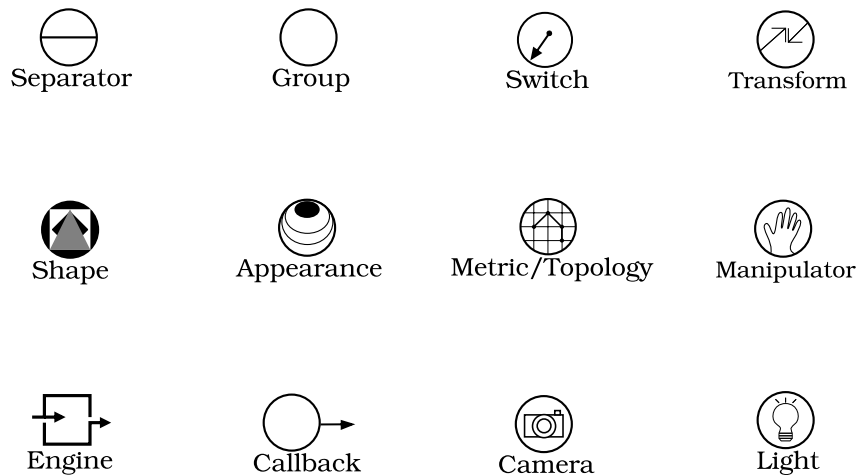 Separator
Group
Switch
Transform
Shape
Appearance
Metric/Topology
Manipulator
Engine
Callback
Camera
Light